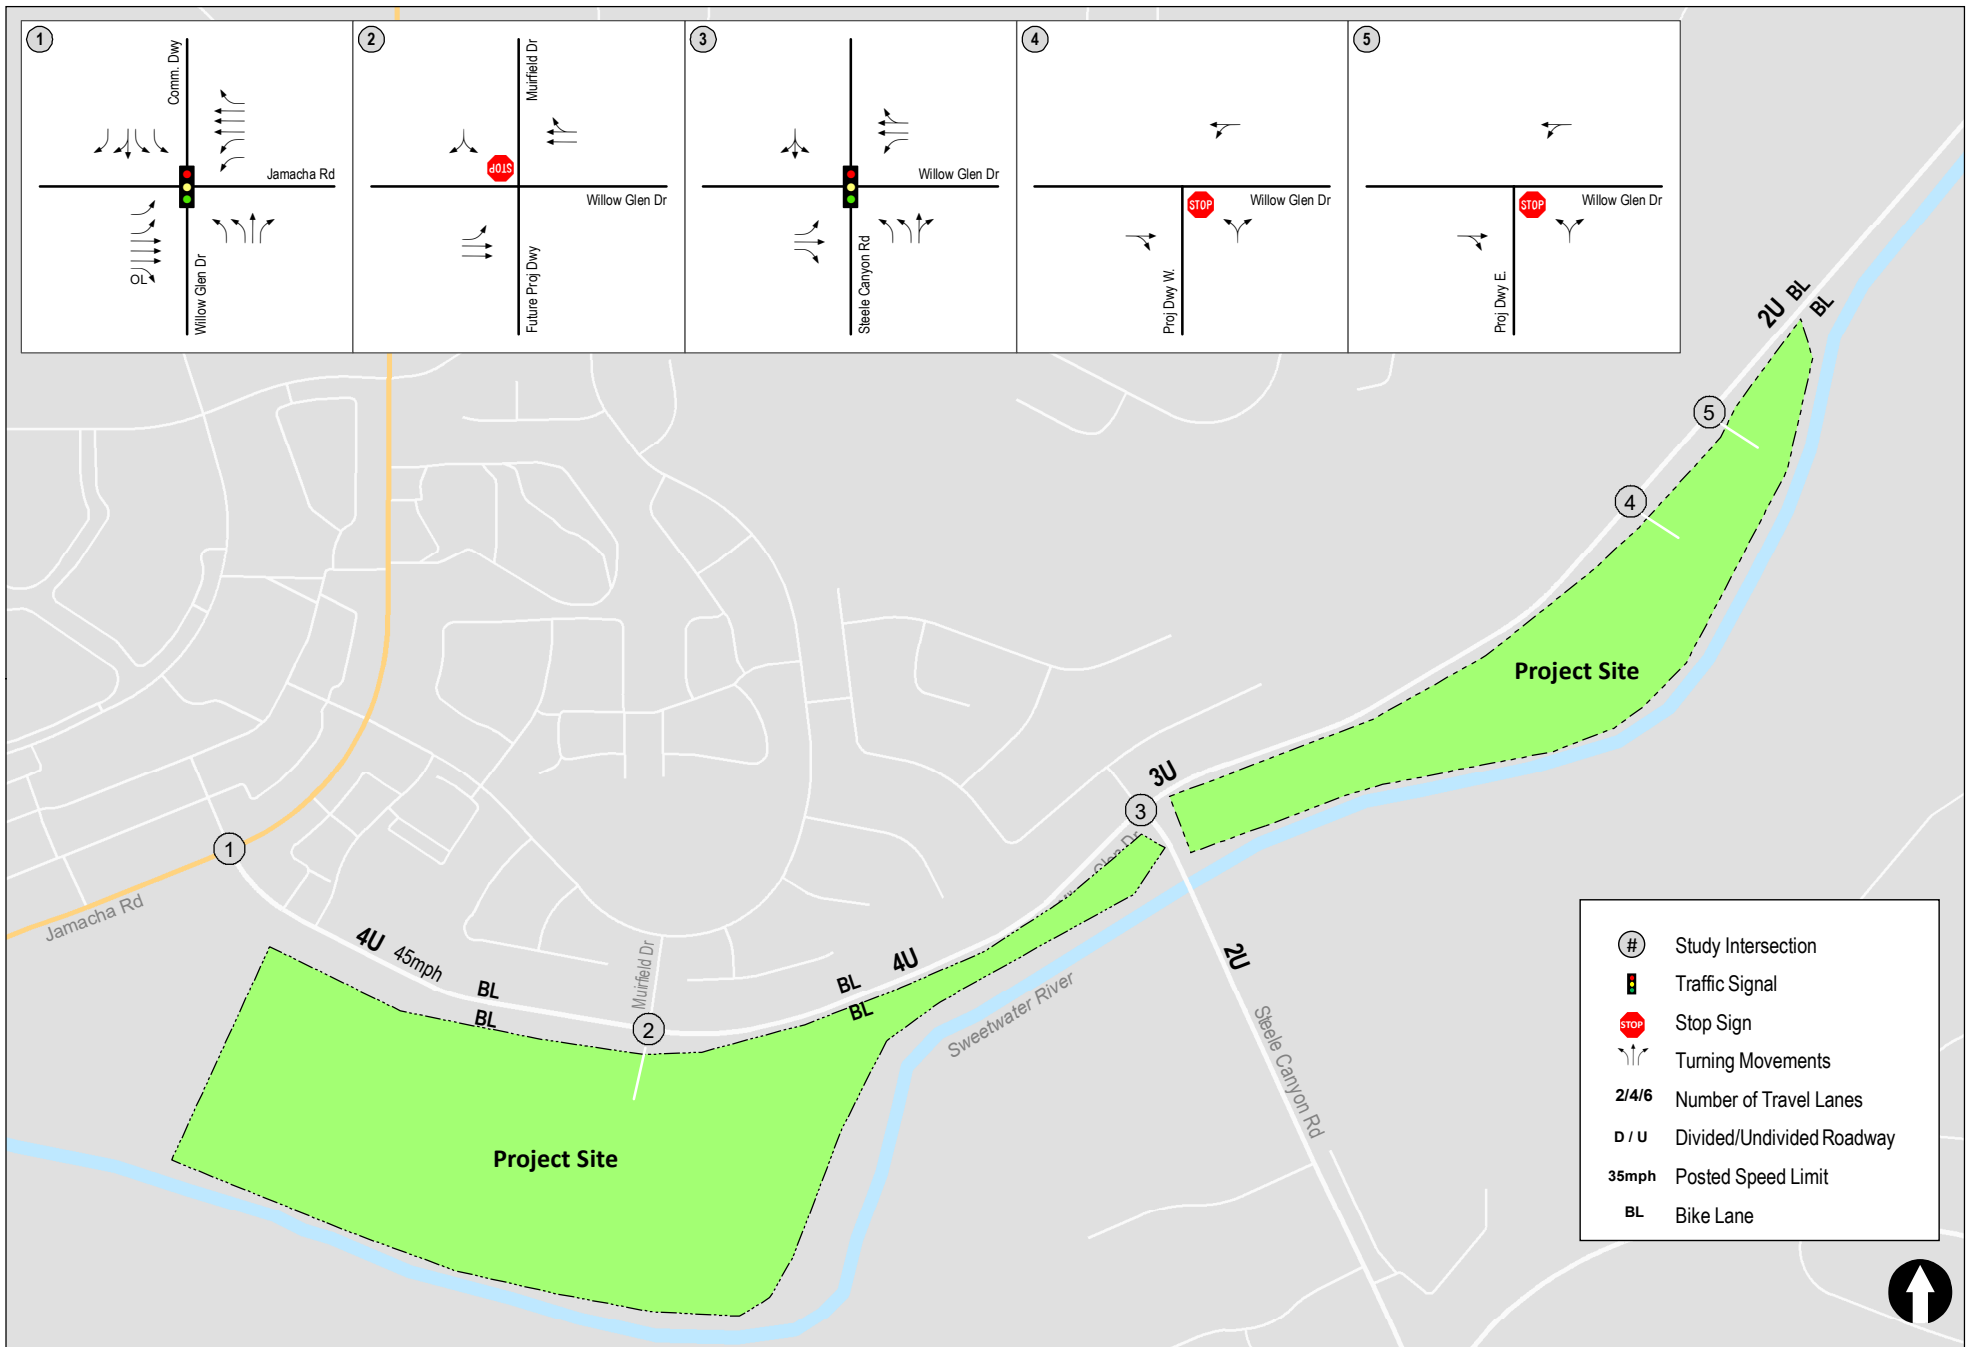 1
Comm. Dwy
Jamacha Rd
OL
Willow Glen Dr
2
Muirfield Dr
STOP
Willow Glen Dr
Future Proj Dwy
3
Willow Glen Dr
Steele Canyon Rd
4
STOP
Willow Glen Dr
Proj Dwy W.
5
STOP
Willow Glen Dr
Proj Dwy E.
2U
BL
BL
5
4
Project Site
3U
3
Glen Dr
1
Jamacha Rd
4U
45mph
BL
BL
Muirfield Dr
2
BL
4U
BL
2U
Sweetwater River
Steele Canyon Rd
Project Site
# Study Intersection
Traffic Signal
STOP Stop Sign
Turning Movements
2/4/6 Number of Travel Lanes
D / U Divided/Undivided Roadway
35mph Posted Speed Limit
BL Bike Lane